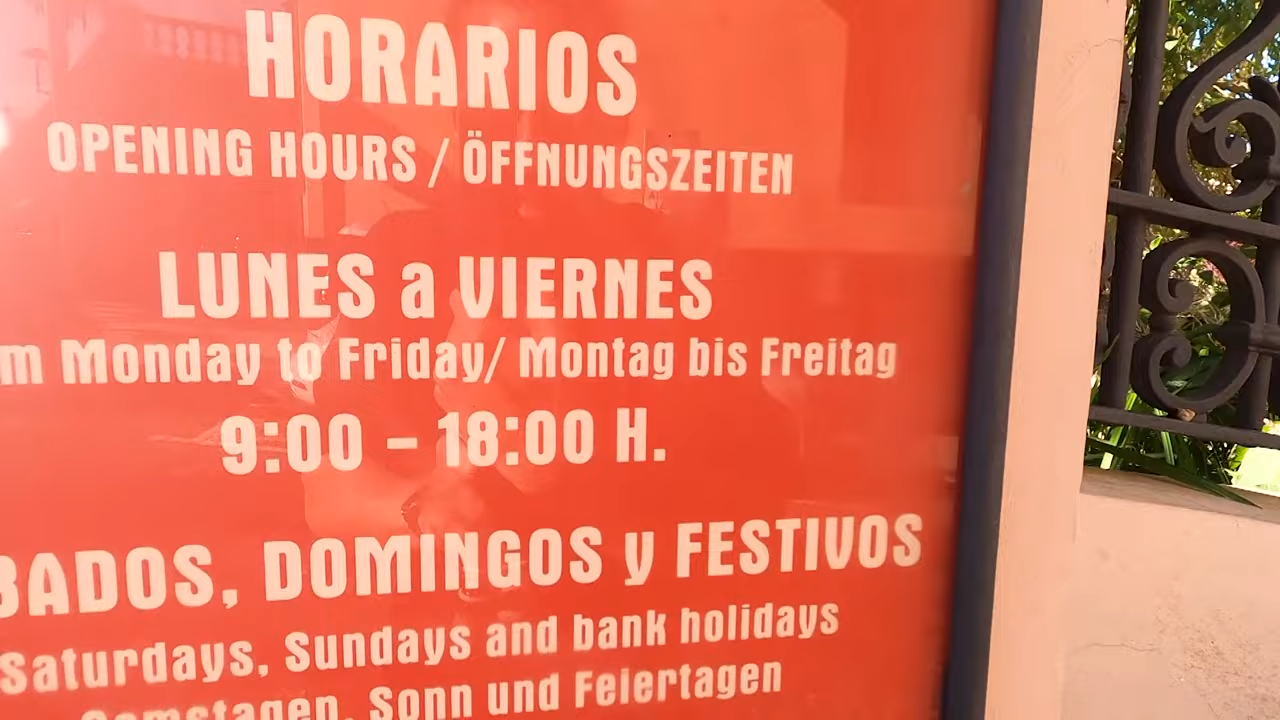 HORARIOS
OPENING HOURS / ÖFFNUNGSZEITEN
LUNES a VIERNES
Monday to Friday/ Montag bis Freitag
9:00 – 18:00 H.
DOMINGOS y FESTIVOS
Saturdays, Sundays and bank holidays
Samstagen, Sonn und Feiertagen